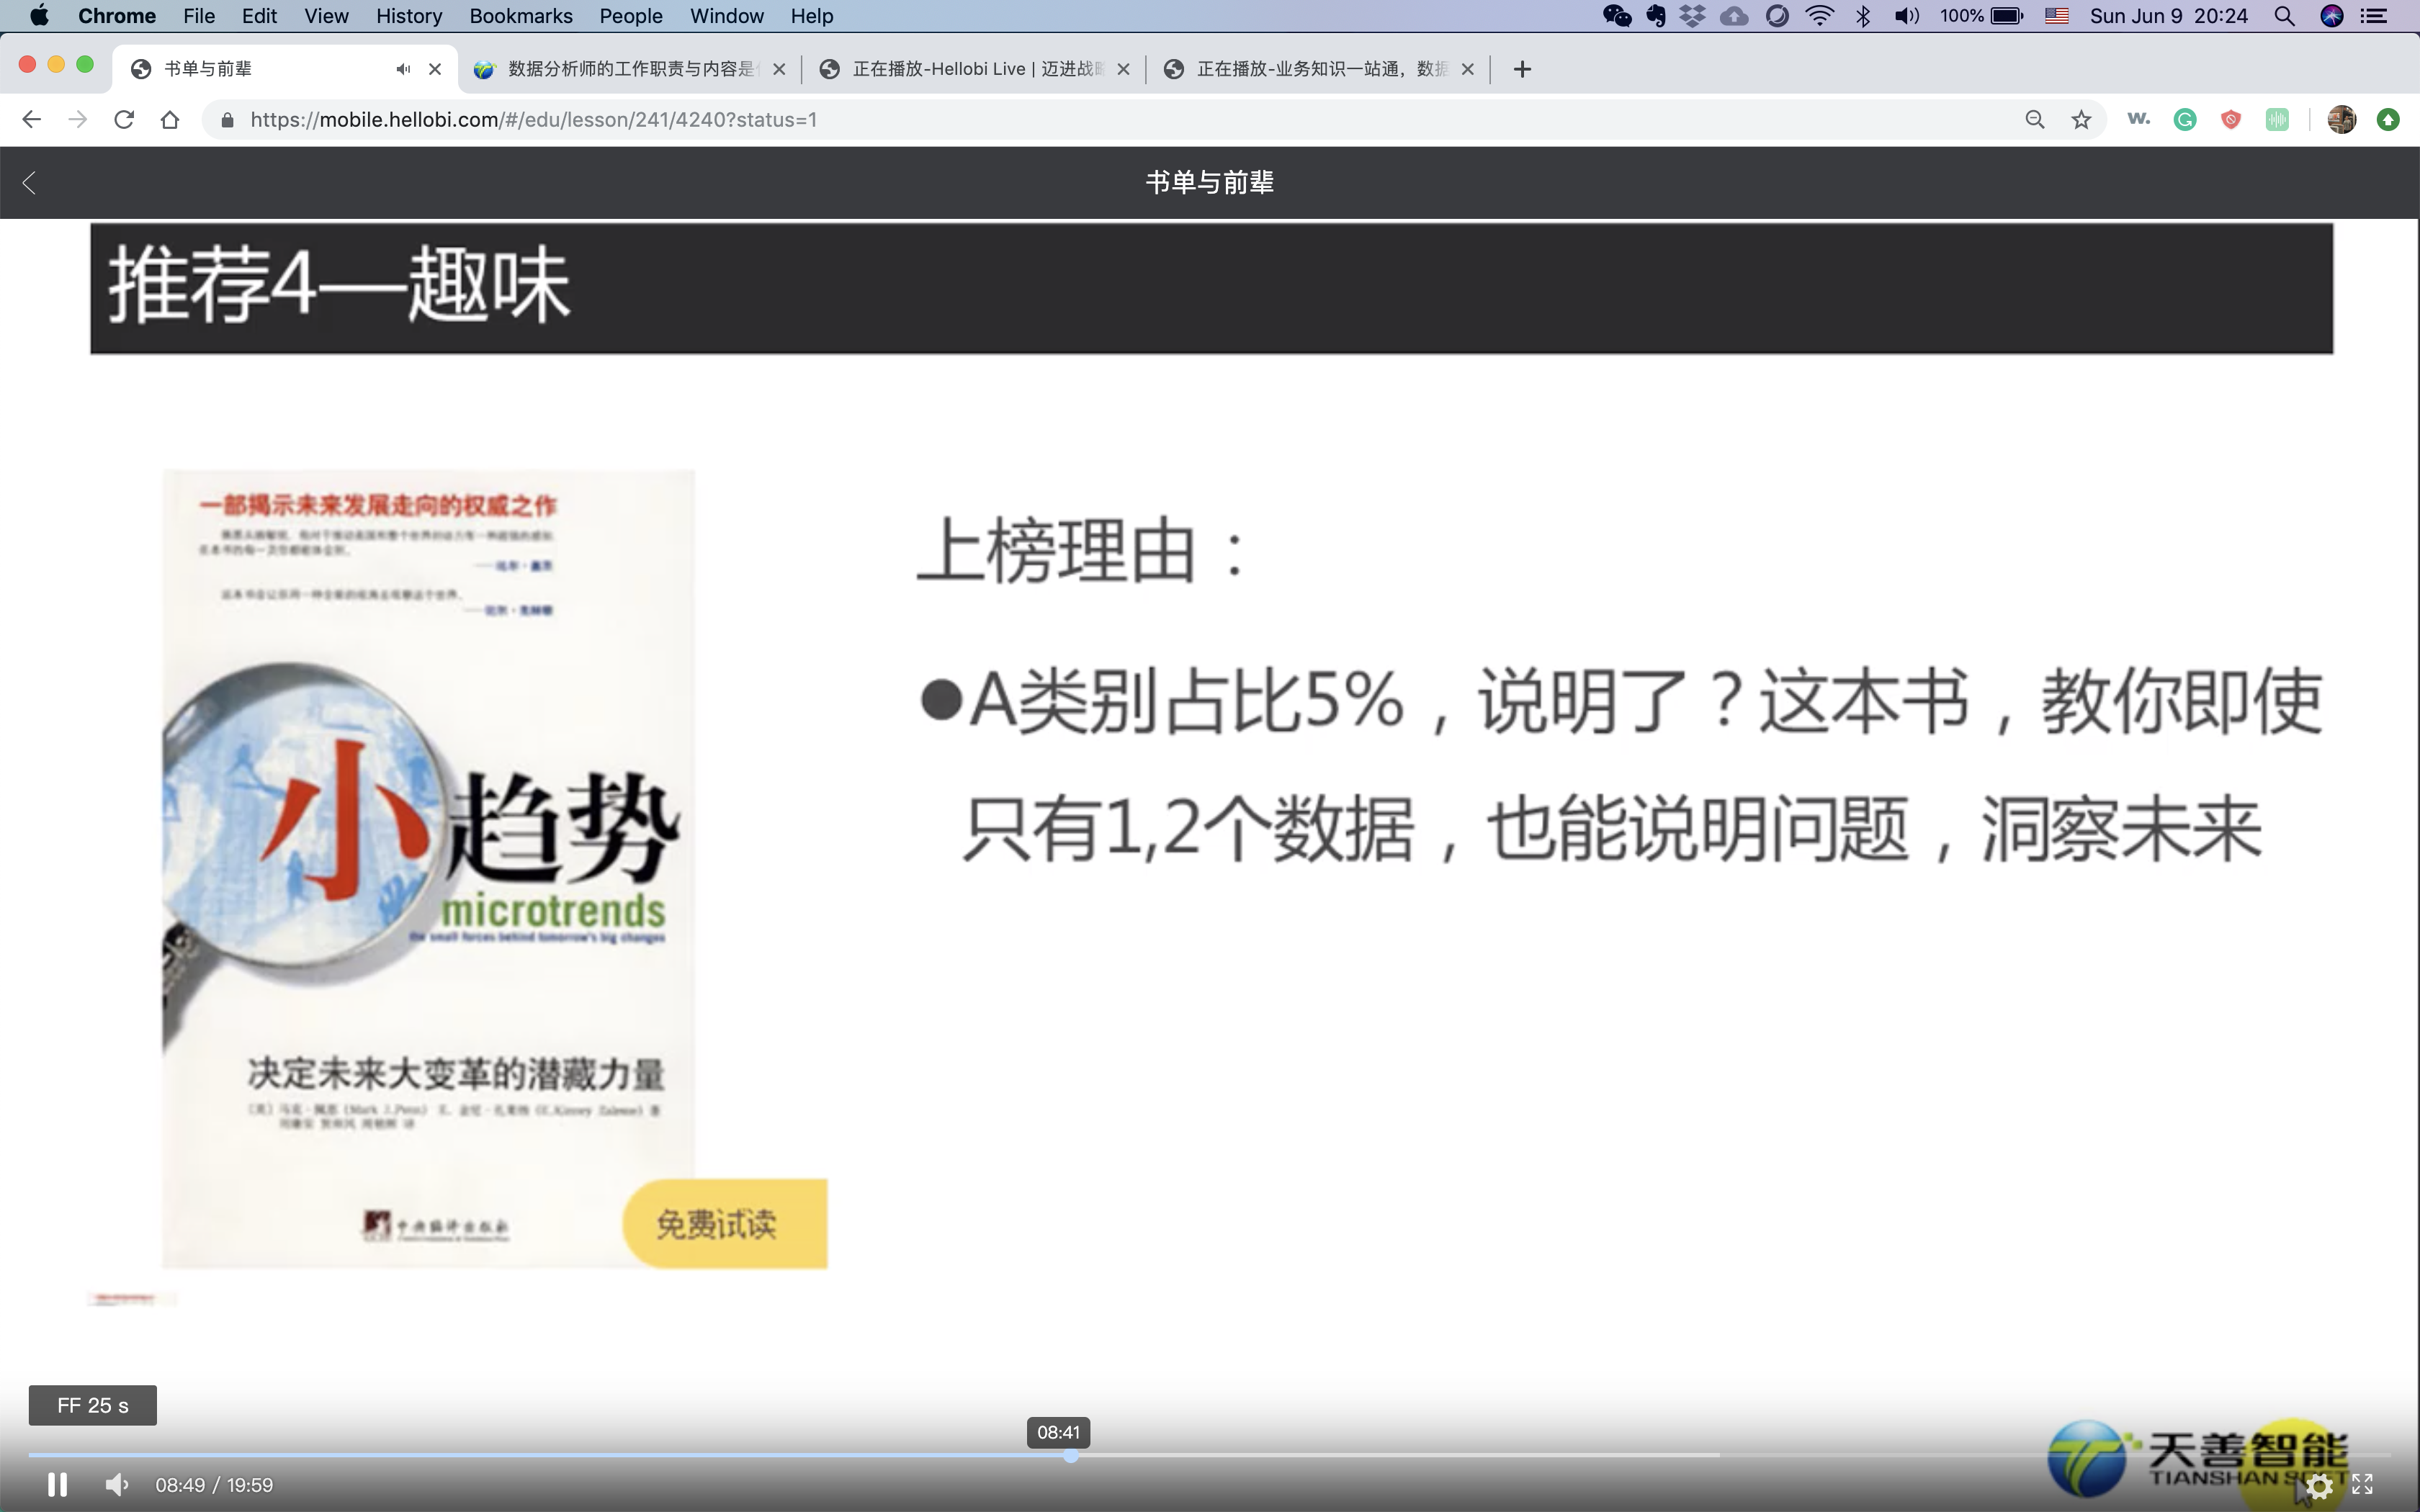 Chrome File Edit View History Bookmarks People Window Help 100% Sun Jun 9 20:24
书单与前辈 数据分析师的工作职责与内容是 正在播放-Hellobi Live | 迈进战 正在播放-业务知识一站通，数据
https://mobile.hellobi.com/#/edu/lesson/241/4240?status=1
书单与前辈
推荐4—趣味
一部揭示未来发展走向的权威之作
小趋势
microtrends
the small forces behind tomorrow's big changes
决定未来大变革的潜藏力量
中央编译出版社
免费试读
上榜理由：
●A类别占比5%，说明了？这本书，教你即使
只有1,2个数据，也能说明问题，洞察未来
FF 25 s
08:41
08:49 / 19:59
天善智能
TIANSHAN SOFT